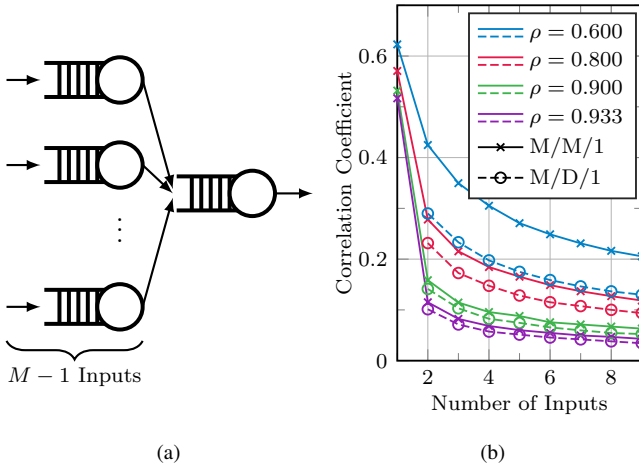 ⋮
M − 1 Inputs
(a)
Correlation Coefficient
0.6
0.4
0.2
0
2
4
6
8
Number of Inputs
ρ = 0.600
ρ = 0.800
ρ = 0.900
ρ = 0.933
M/M/1
M/D/1
(b)